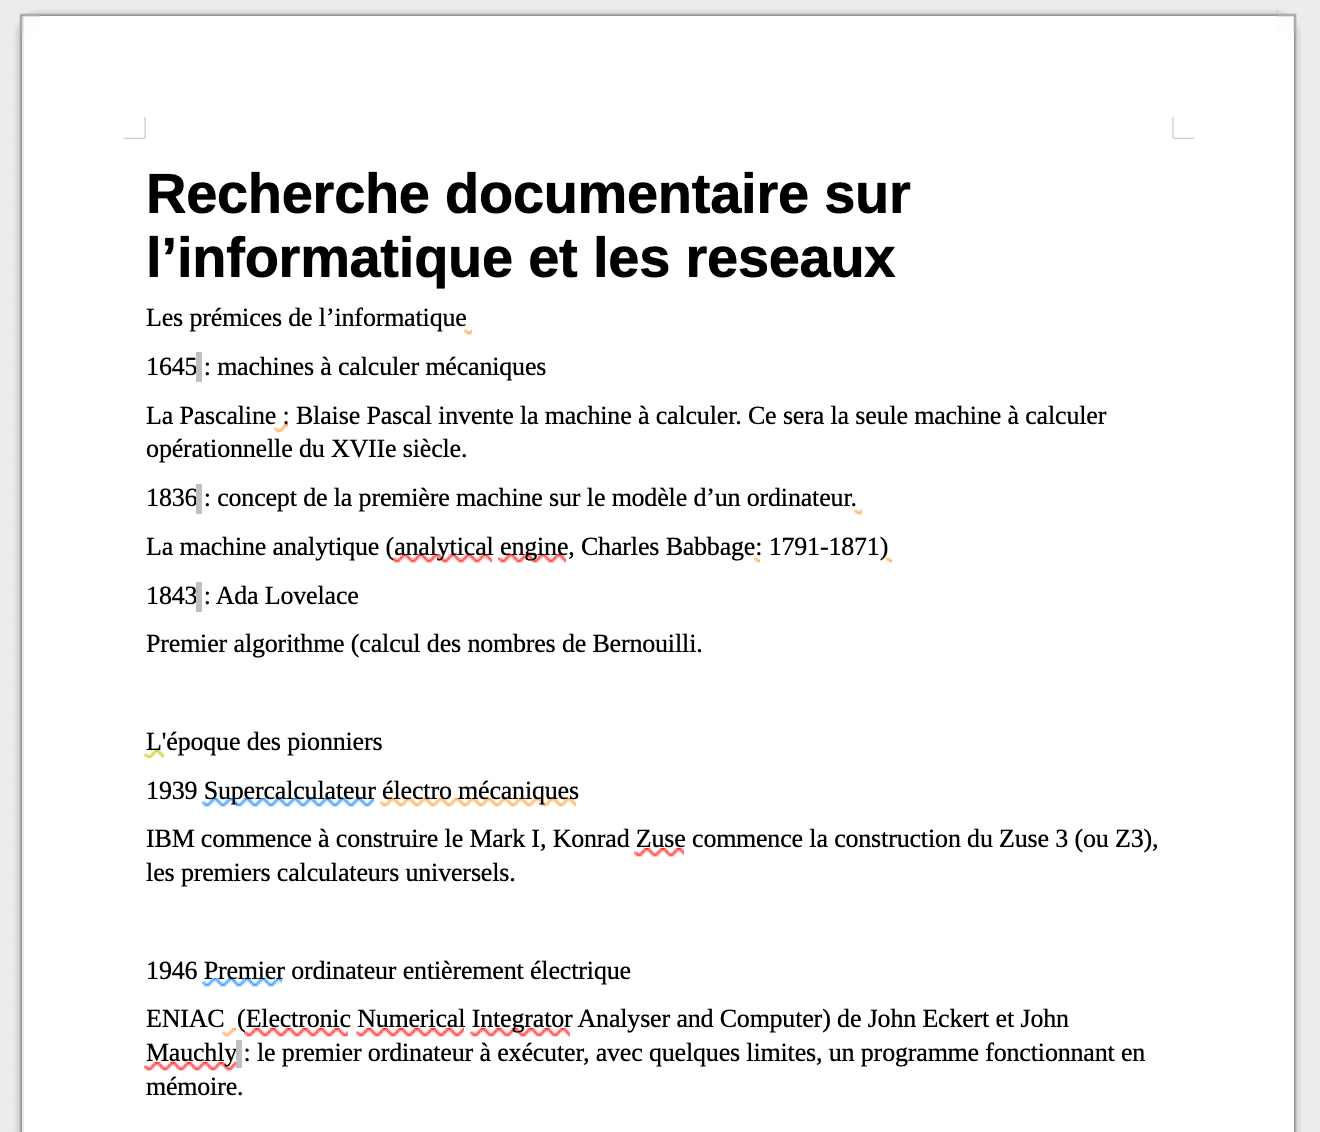 Recherche documentaire sur
l’informatique et les reseaux
Les prémices de l’informatique
1645 : machines à calculer mécaniques
La Pascaline : Blaise Pascal invente la machine à calculer. Ce sera la seule machine à calculer
opérationnelle du XVIIe siècle.
1836 : concept de la première machine sur le modèle d’un ordinateur.
La machine analytique (analytical engine, Charles Babbage: 1791-1871)
1843 : Ada Lovelace
Premier algorithme (calcul des nombres de Bernouilli.
L'époque des pionniers
1939 Supercalculateur électro mécaniques
IBM commence à construire le Mark I, Konrad Zuse commence la construction du Zuse 3 (ou Z3),
les premiers calculateurs universels.
1946 Premier ordinateur entièrement électrique
ENIAC  (Electronic Numerical Integrator Analyser and Computer) de John Eckert et John
Mauchly : le premier ordinateur à exécuter, avec quelques limites, un programme fonctionnant en
mémoire.